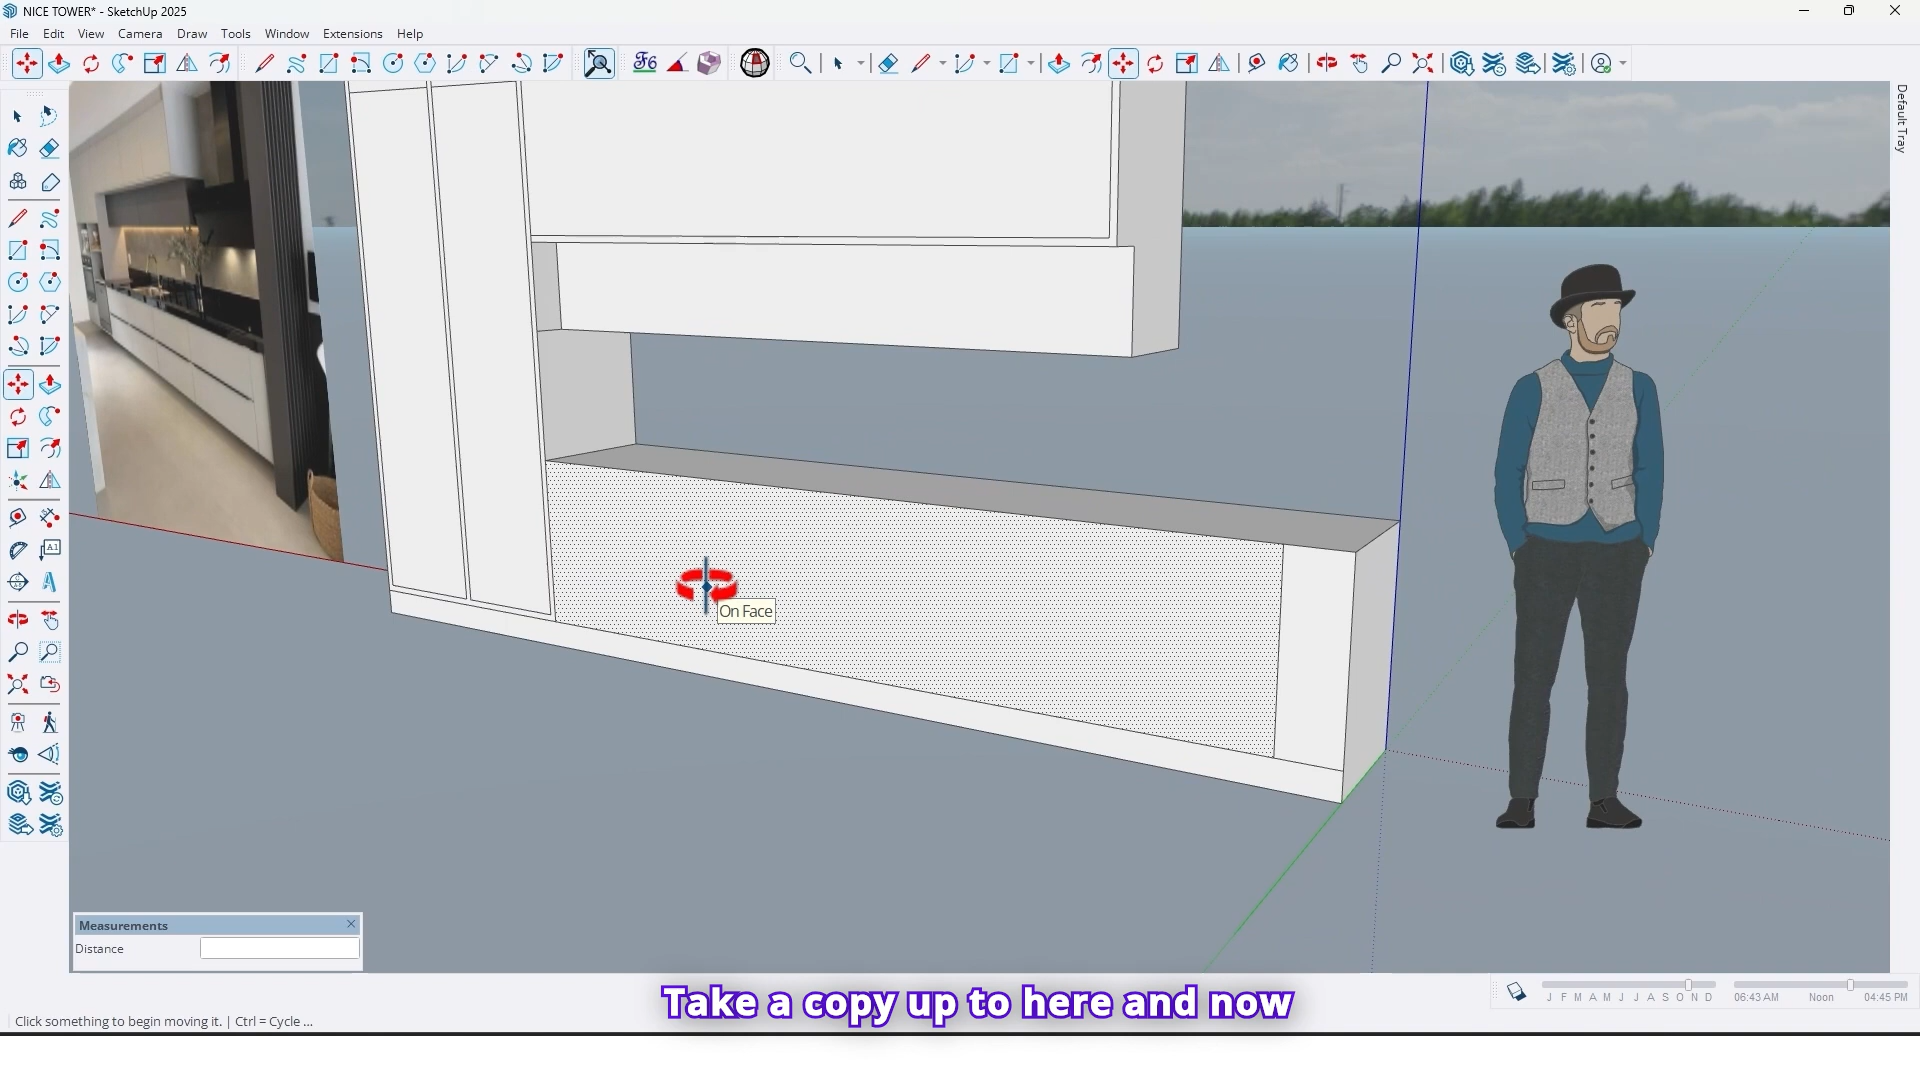 NICE TOWER* - SketchUp 2025
File Edit View Camera Draw Tools Window Extensions Help
Default Tray
On Face
Measurements
Distance
Take a copy up to here and now
J F M A M J J A S O N D
06:43 AM Noon 04:45 PM
Click something to begin moving it. | Ctrl = Cycle ...